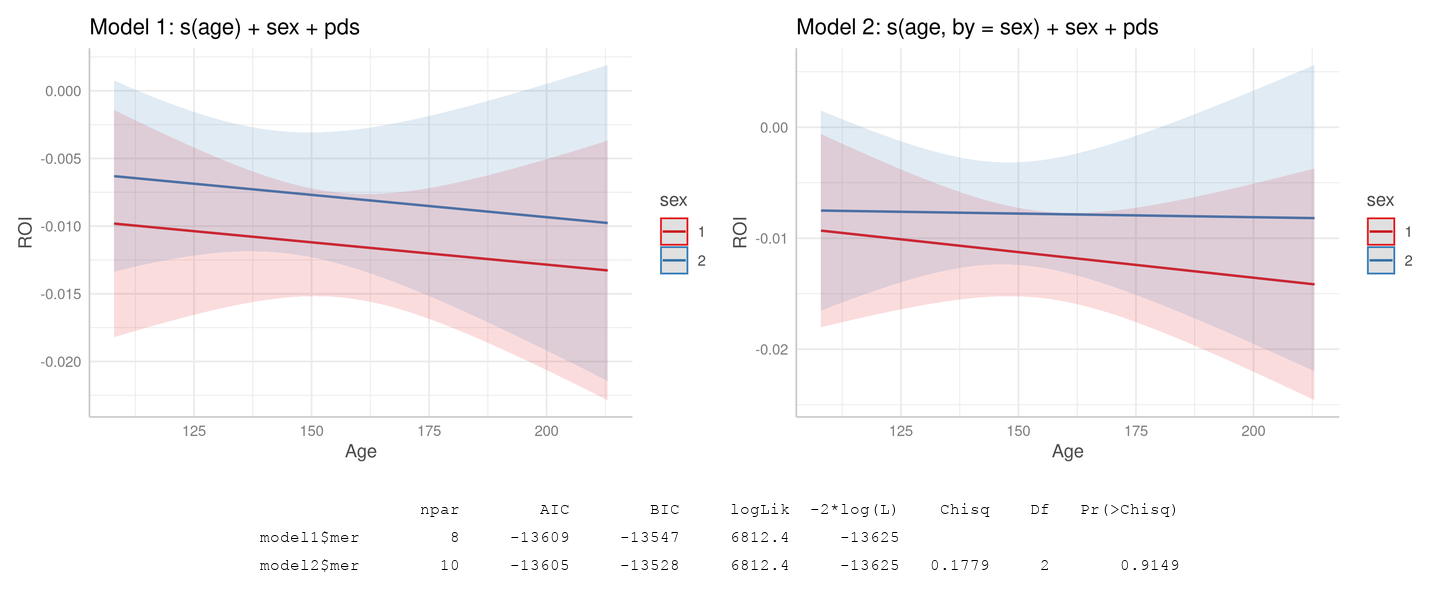 Model 1: s(age) + sex + pds
0.000
-0.005
-0.010
-0.015
-0.020
ROI
125 150 175 200
Age
sex
1
2
Model 2: s(age, by = sex) + sex + pds
0.00
-0.01
-0.02
ROI
125 150 175 200
Age
sex
1
2
npar AIC BIC logLik -2*log(L) Chisq Df Pr(>Chisq)
model1$mer 8 -13609 -13547 6812.4 -13625
model2$mer 10 -13605 -13528 6812.4 -13625 0.1779 2 0.9149